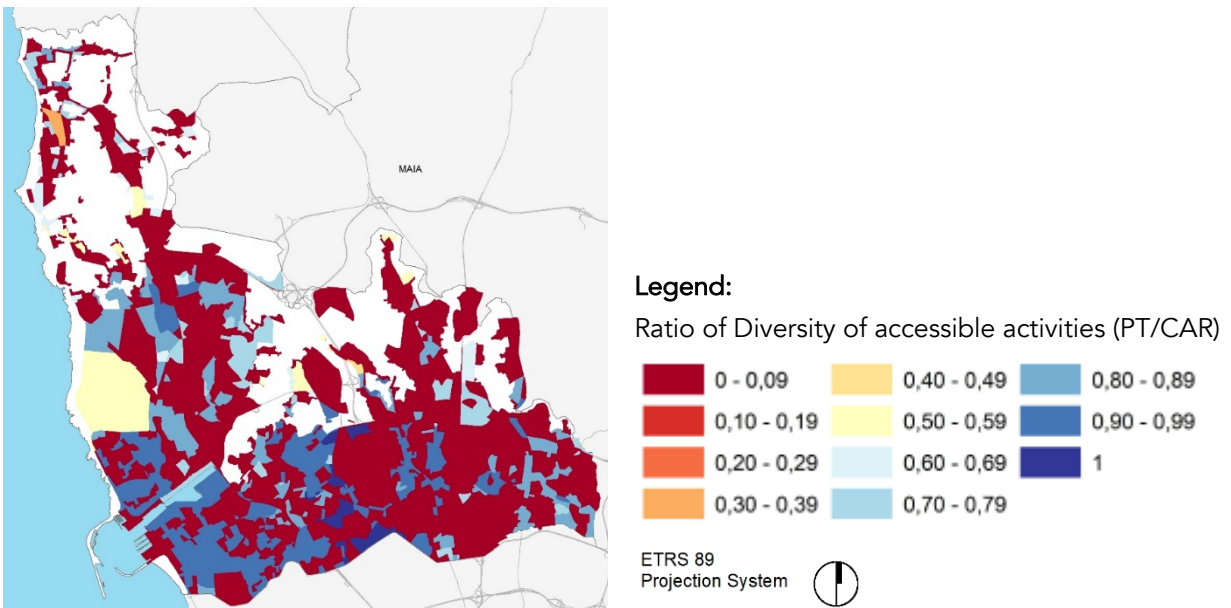 MAIA
Legend:
Ratio of Diversity of accessible activities (PT/CAR)
0 - 0,09
0,10 - 0,19
0,20 - 0,29
0,30 - 0,39
0,40 - 0,49
0,50 - 0,59
0,60 - 0,69
0,70 - 0,79
0,80 - 0,89
0,90 - 0,99
1
ETRS 89
Projection System